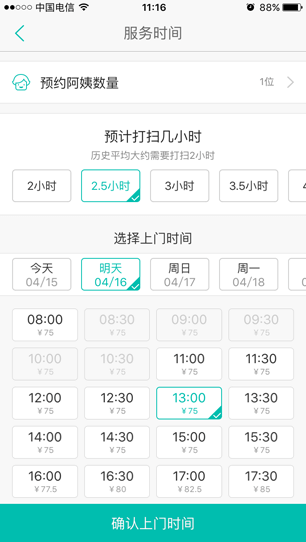 中国电信 11:16 88%
服务时间
预约阿姨数量 1位
预计打扫几小时
历史平均大约需要打扫2小时
2小时 2.5小时 3小时 3.5小时
选择上门时间
今天 明天 周日 周一
04/15 04/16 04/17 04/18
08:00 08:30 09:00 09:30
¥75 ¥75 ¥75 ¥75
10:00 10:30 11:00 11:30
¥75 ¥75 ¥75 ¥75
12:00 12:30 13:00 13:30
¥75 ¥75 ¥75 ¥75
14:00 14:30 15:00 15:30
¥75 ¥75 ¥75 ¥75
16:00 16:30 17:00 17:30
¥77.5 ¥80 ¥82.5 ¥85
确认上门时间